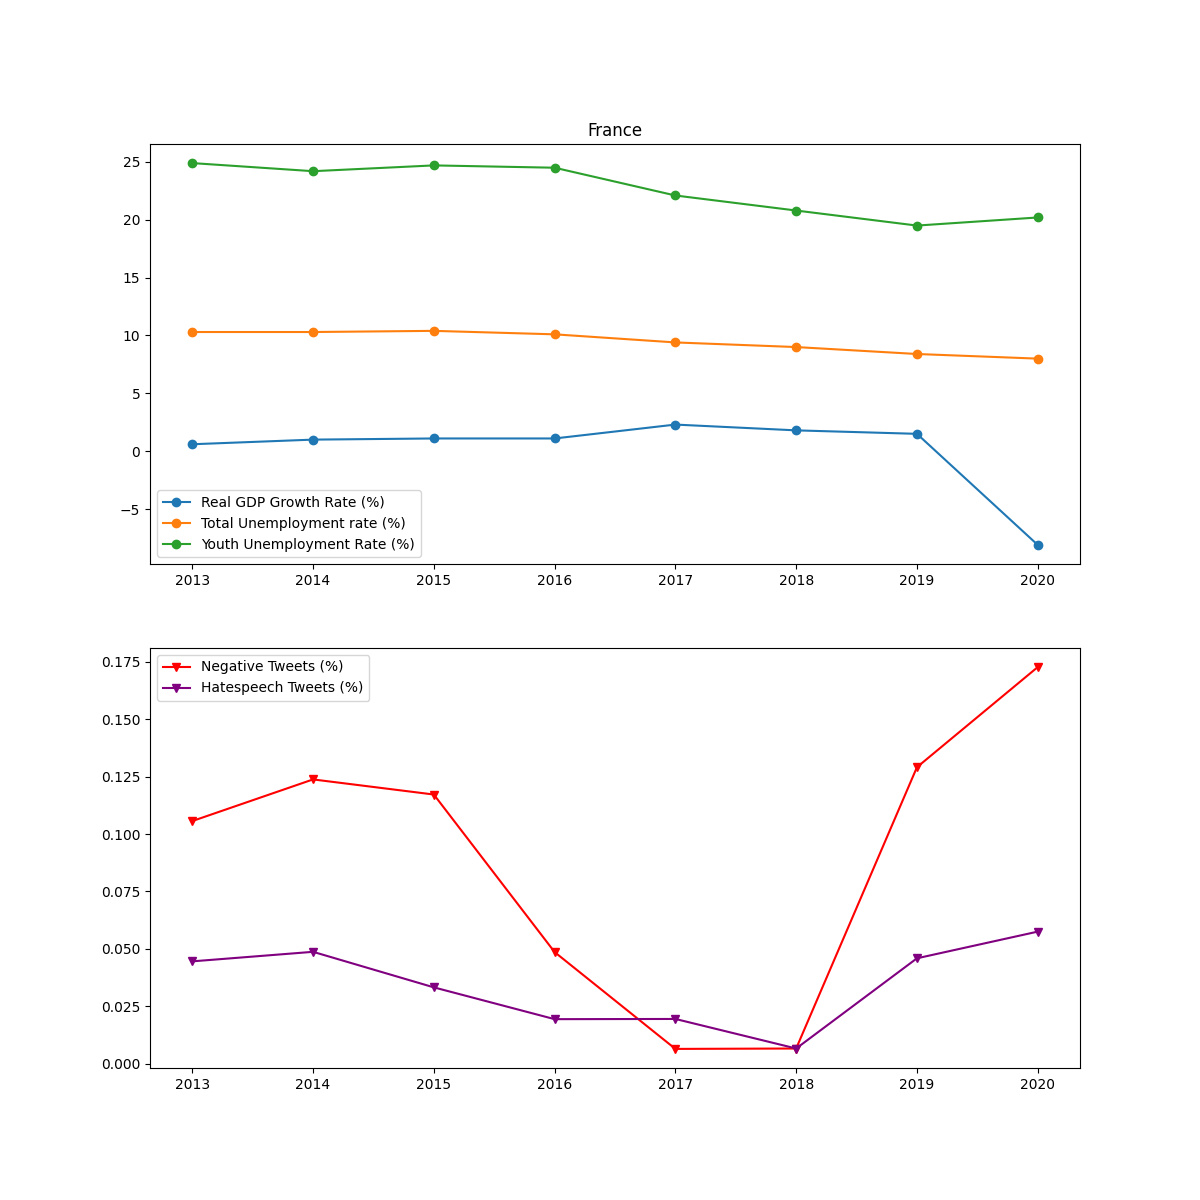 France
25
20
15
10
5
0
−5
Real GDP Growth Rate (%)
Total Unemployment rate (%)
Youth Unemployment Rate (%)
2013 2014 2015 2016 2017 2018 2019 2020
0.175
0.150
0.125
0.100
0.075
0.050
0.025
0.000
Negative Tweets (%)
Hatespeech Tweets (%)
2013 2014 2015 2016 2017 2018 2019 2020